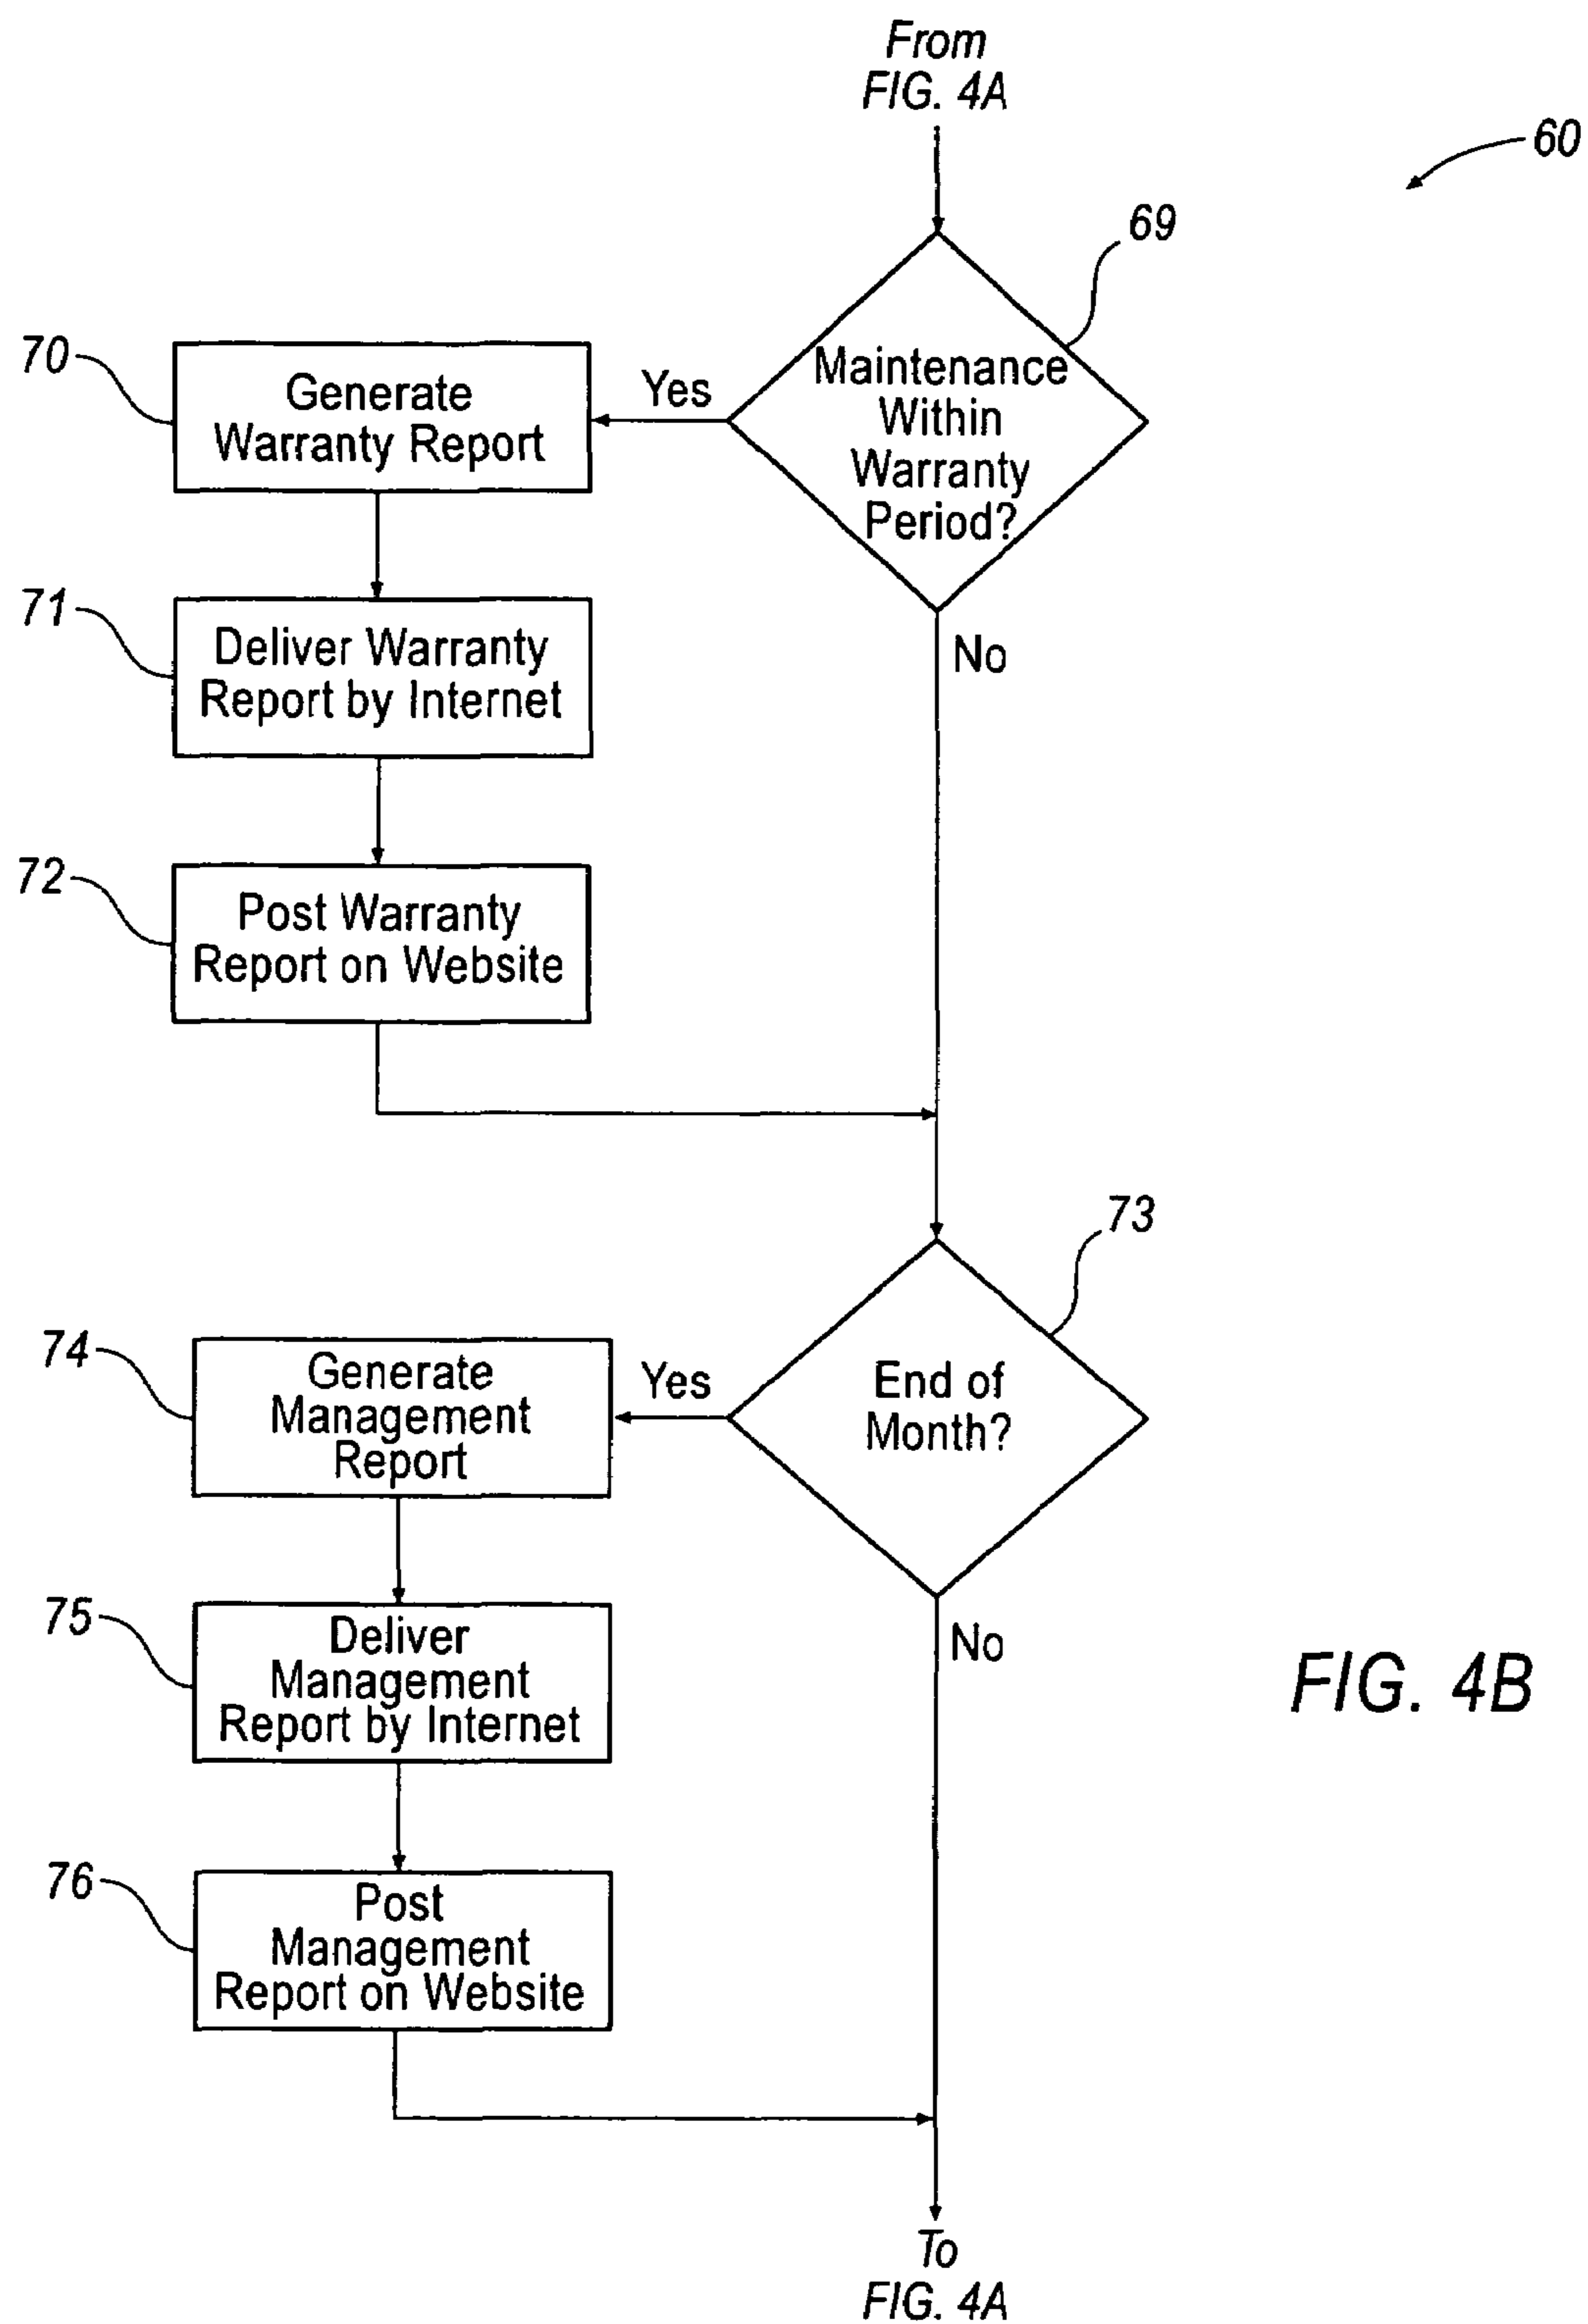 From
FIG. 4A
60
69
Maintenance
Within
Warranty
Period?
Yes
No
70
Generate
Warranty Report
71
Deliver Warranty
Report by Internet
72
Post Warranty
Report on Website
73
End of
Month?
Yes
No
74
Generate
Management
Report
75
Deliver
Management
Report by Internet
76
Post
Management
Report on Website
To
FIG. 4A
FIG. 4B